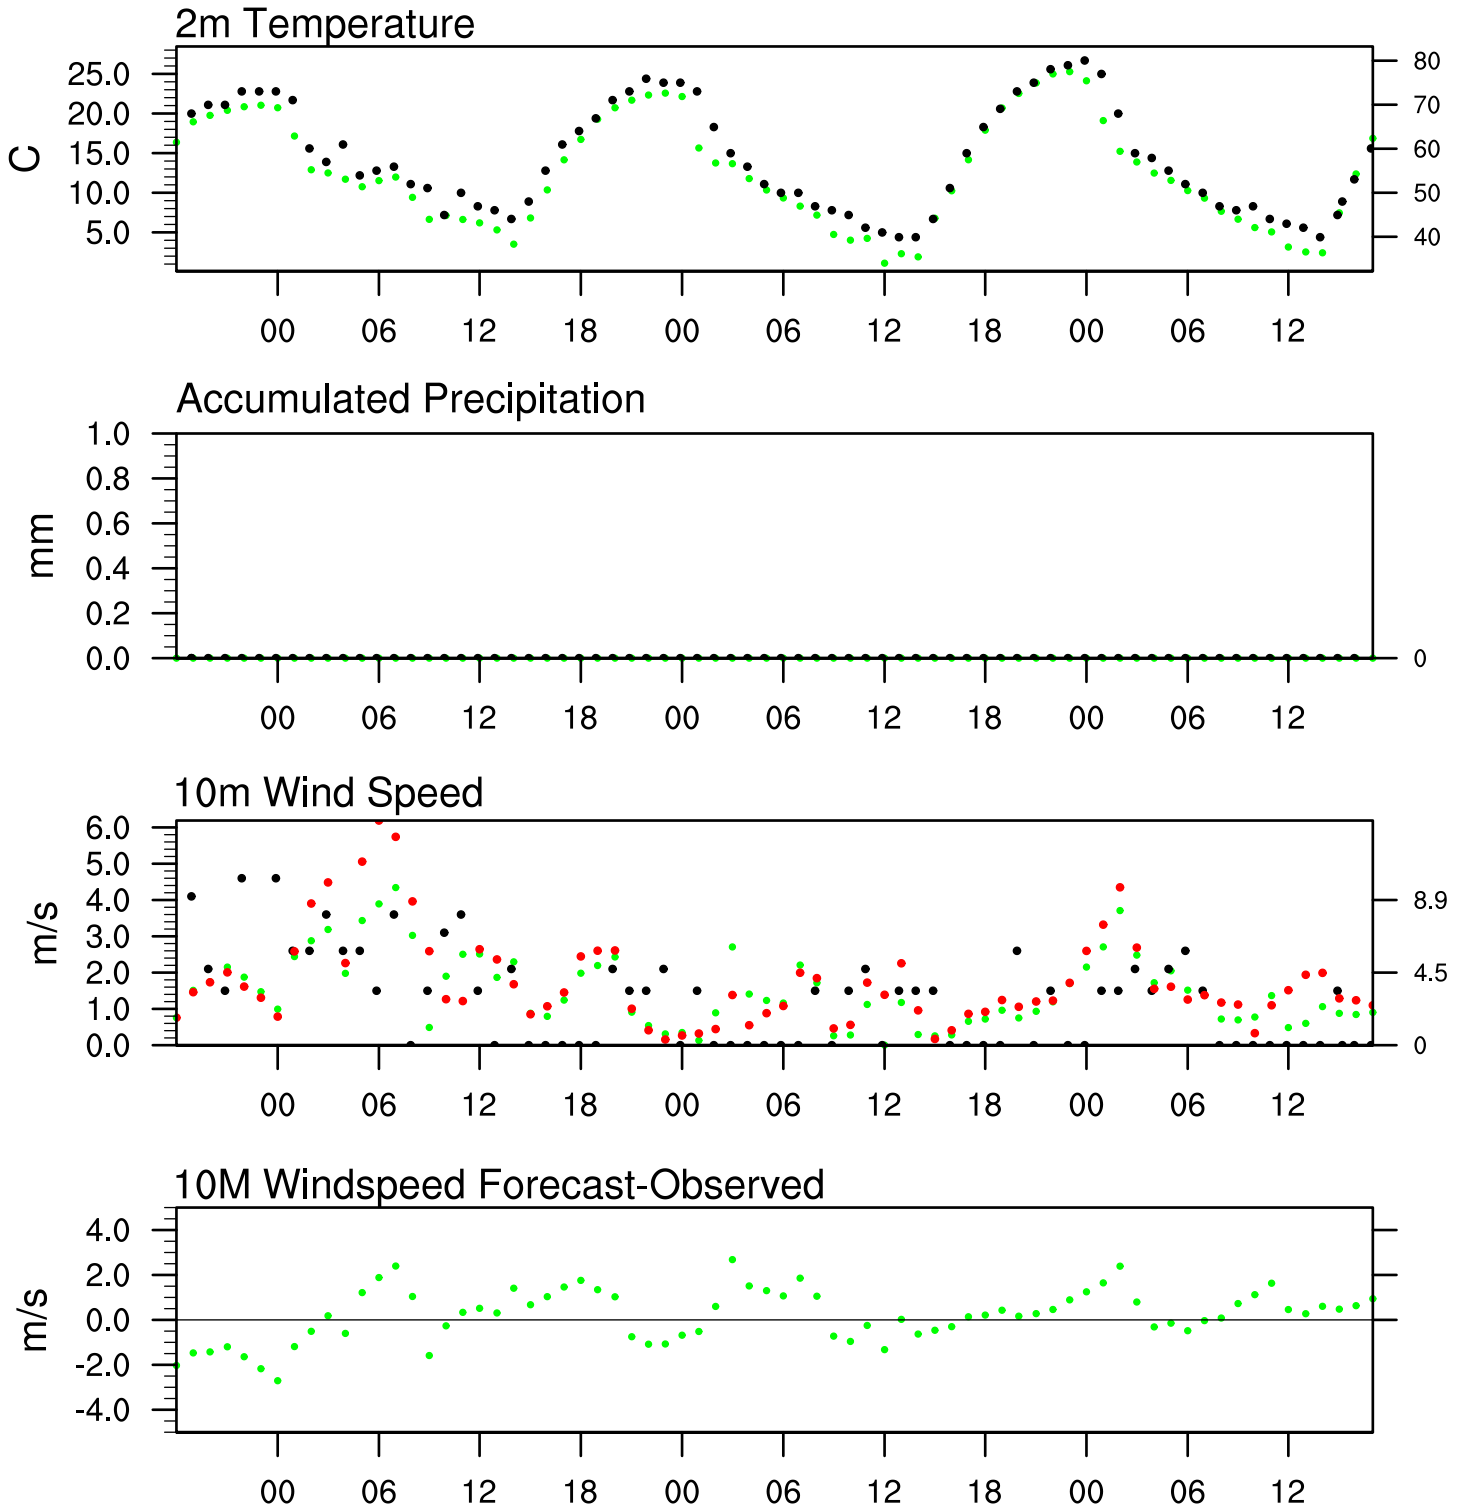 2m Temperature
25.0
20.0
15.0
10.0
5.0
C
80
70
60
50
40
00 06 12 18 00 06 12 18 00 06 12
Accumulated Precipitation
1.0
0.8
0.6
0.4
0.2
0.0
mm
0
00 06 12 18 00 06 12 18 00 06 12
10m Wind Speed
6.0
5.0
4.0
3.0
2.0
1.0
0.0
m/s
8.9
4.5
0
00 06 12 18 00 06 12 18 00 06 12
10M Windspeed Forecast-Observed
4.0
2.0
0.0
-2.0
-4.0
m/s
00 06 12 18 00 06 12 18 00 06 12